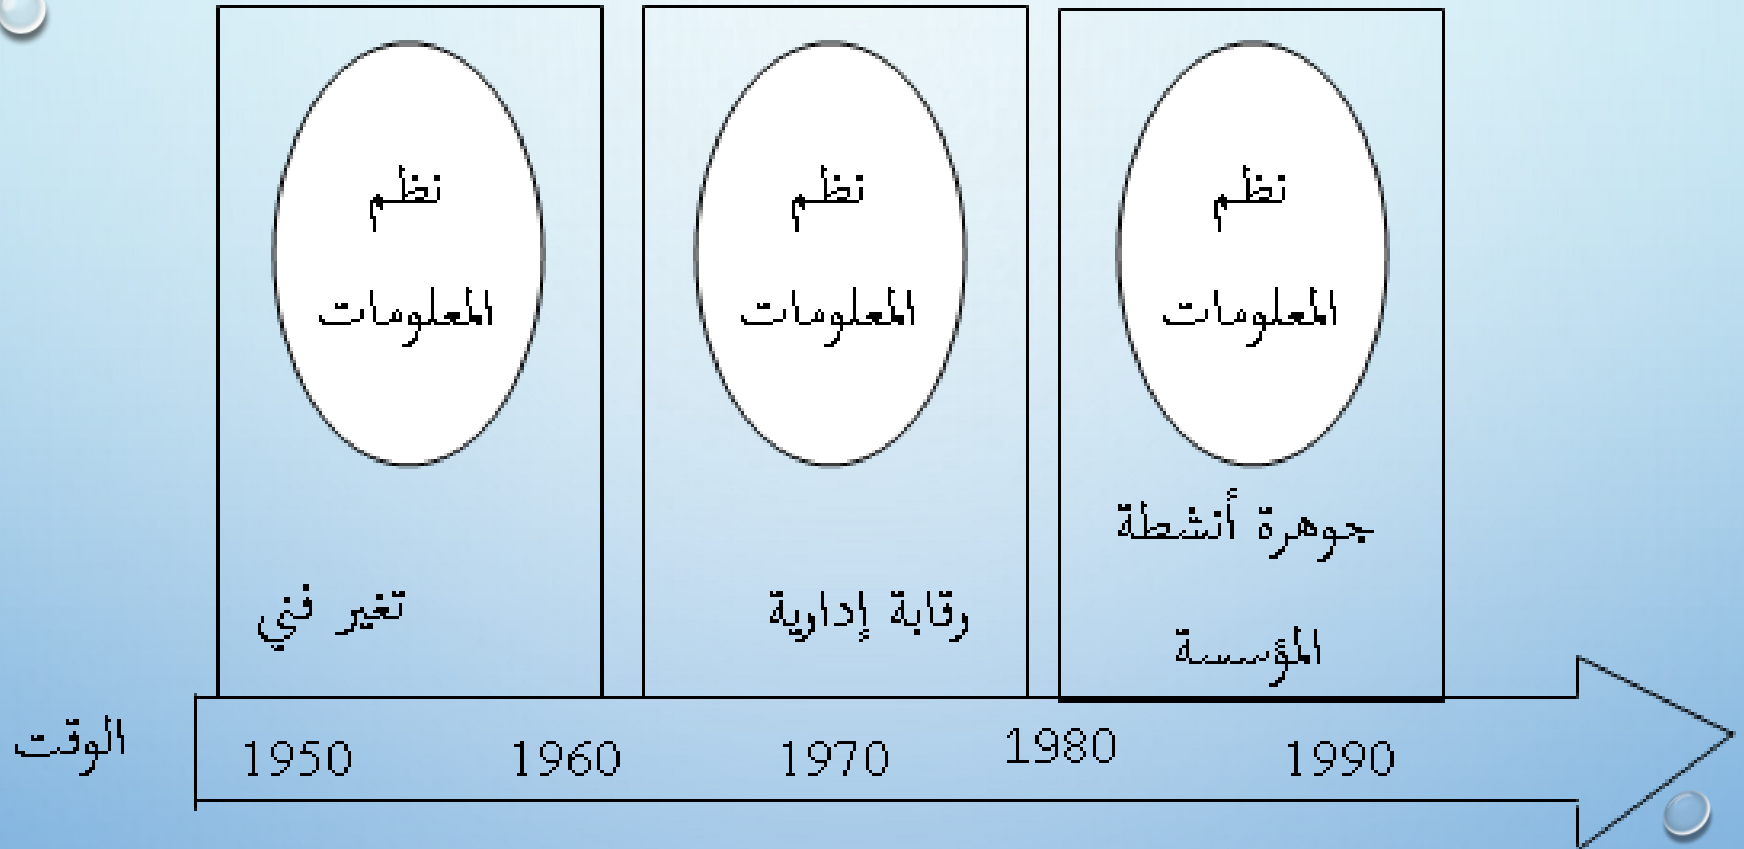 نظم
المعلومات
تغير فني
نظم
المعلومات
رقابة إدارية
نظم
المعلومات
جوهرة أنشطة
المؤسسة
الوقت
1950 1960 1970 1980 1990